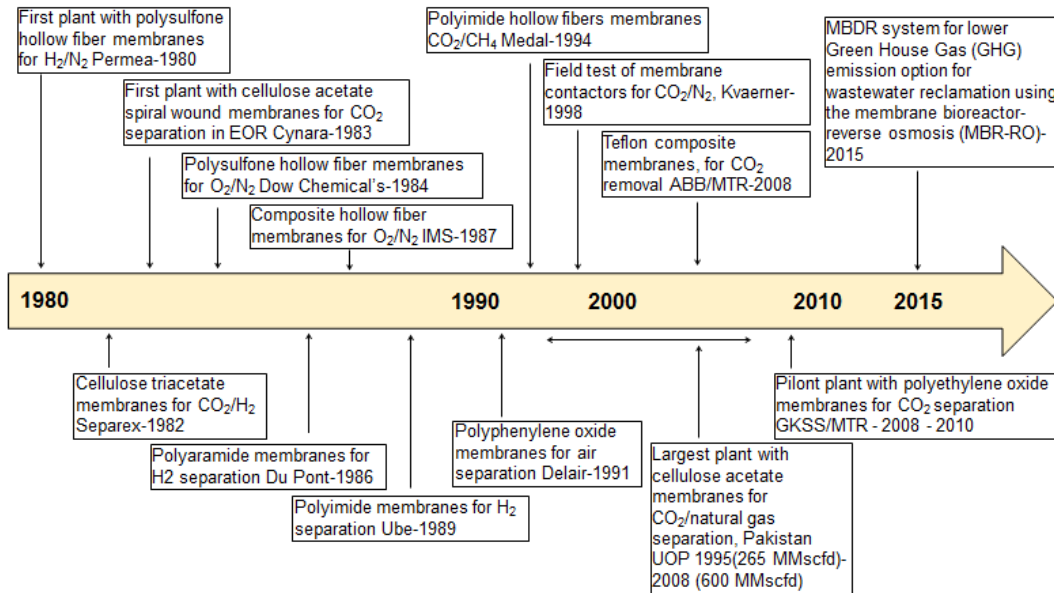 First plant with polysulfone
hollow fiber membranes
for H₂/N₂ Permea-1980
First plant with cellulose acetate
spiral wound membranes for CO₂
separation in EOR Cynara-1983
Polysulfone hollow fiber membranes
for O₂/N₂ Dow Chemical's-1984
Composite hollow fiber
membranes for O₂/N₂ IMS-1987
Polyimide hollow fibers membranes
CO₂/CH₄ Medal-1994
Field test of membrane
contactors for CO₂/N₂, Kvaerner-
1998
Teflon composite
membranes, for CO₂
removal ABB/MTR-2008
MBDR system for lower
Green House Gas (GHG)
emission option for
wastewater reclamation using
the membrane bioreactor-
reverse osmosis (MBR-RO)-
2015
1980
1990
2000
2010
2015
Cellulose triacetate
membranes for CO₂/H₂
Separex-1982
Polyaramide membranes for
H2 separation Du Pont-1986
Polyimide membranes for H₂
separation Ube-1989
Polyphenylene oxide
membranes for air
separation Delair-1991
Largest plant with
cellulose acetate
membranes for
CO₂/natural gas
separation, Pakistan
UOP 1995(265 MMscfd)-
2008 (600 MMscfd)
Pilont plant with polyethylene oxide
membranes for CO₂ separation
GKSS/MTR - 2008 - 2010